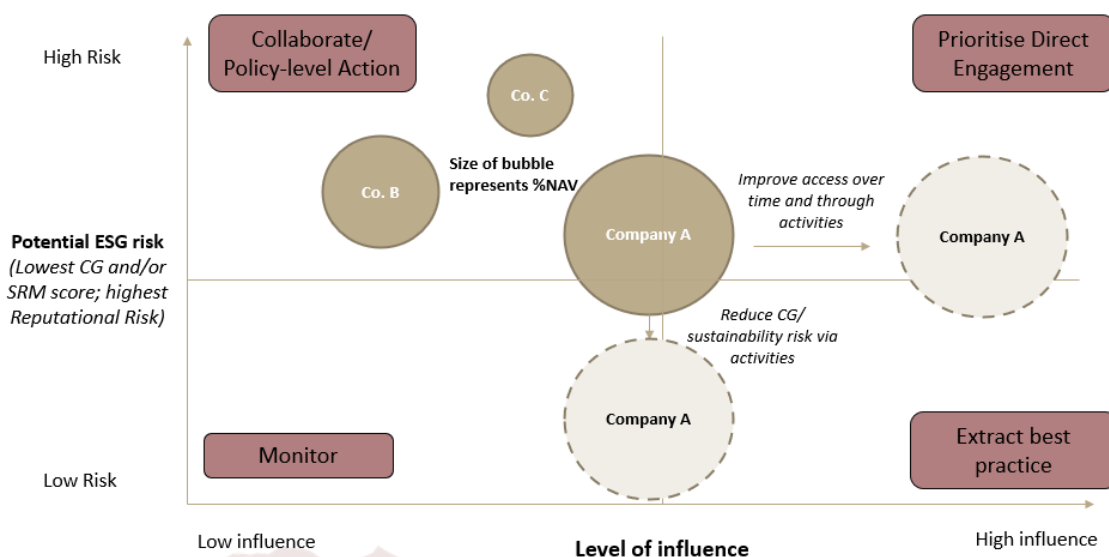 High Risk
Collaborate/
Policy-level Action
Prioritise Direct
Engagement
Co. C
Size of bubble
represents %NAV
Co. B
Improve access over
time and through
activities
Company A
Company A
Potential ESG risk
(Lowest CG and/or
SRM score; highest
Reputational Risk)
Reduce CG/
sustainability risk via
activities
Company A
Monitor
Extract best
practice
Low Risk
Low influence
Level of influence
High influence